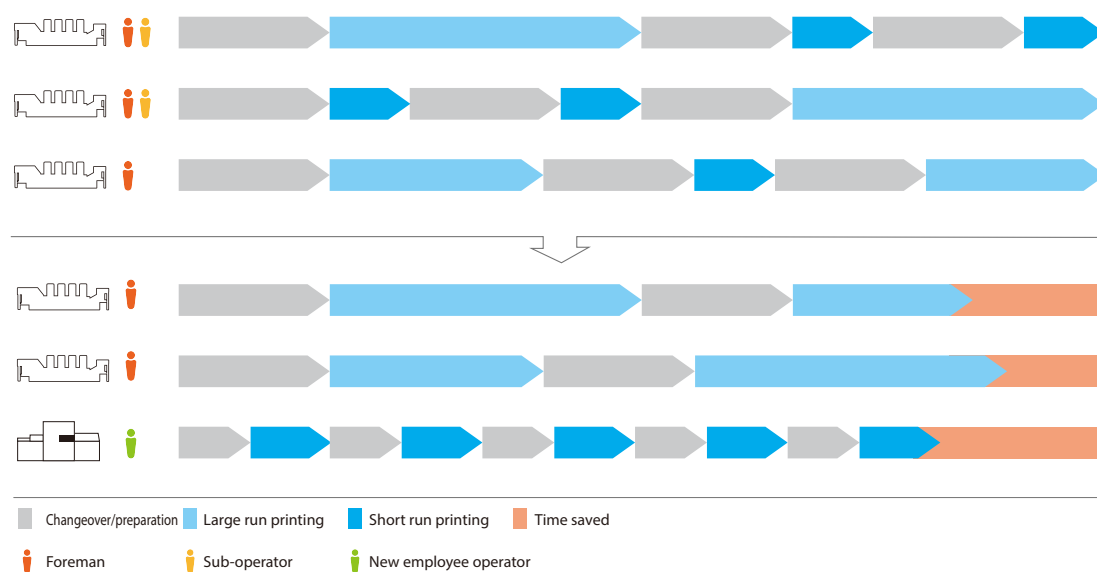 Changeover/preparation Large run printing Short run printing Time saved
Foreman Sub-operator New employee operator